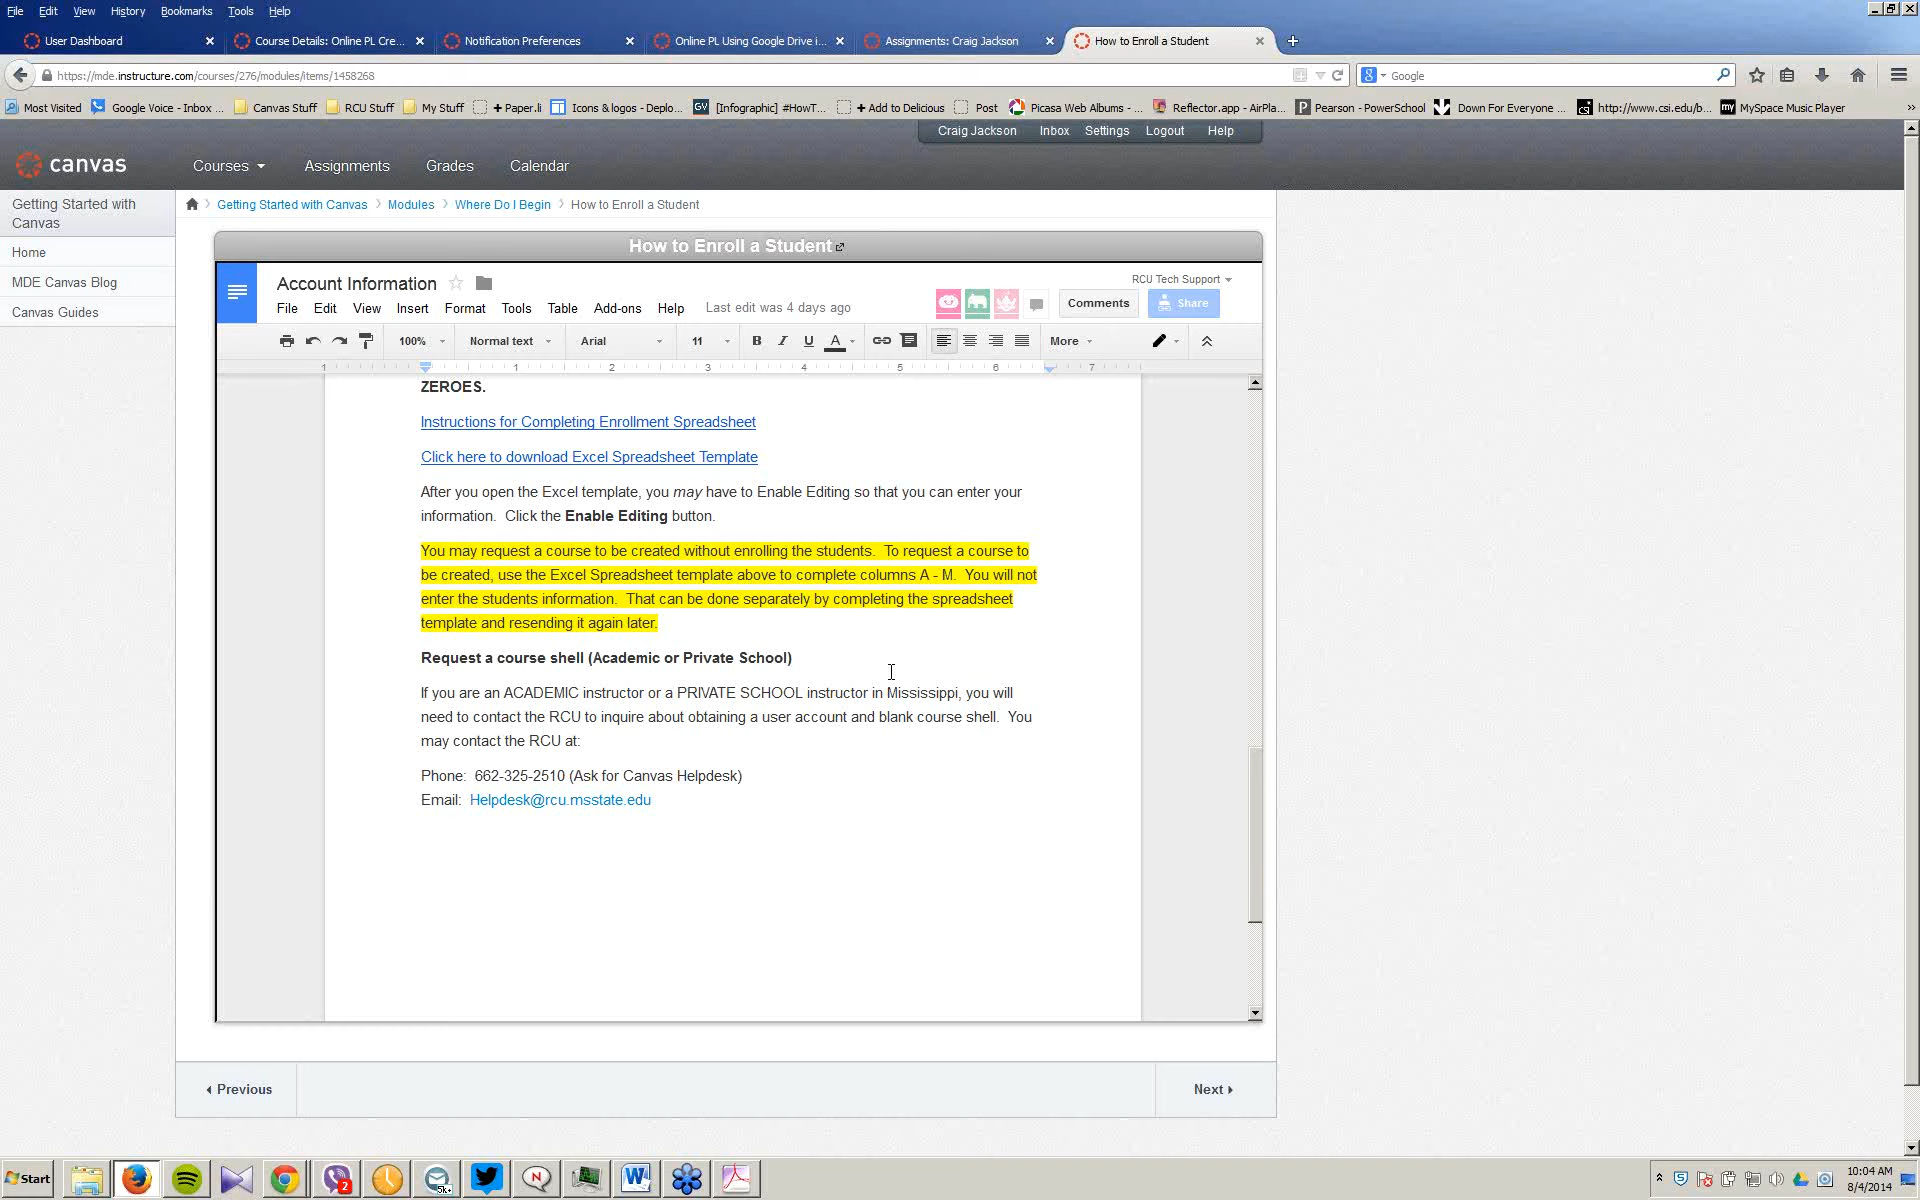 File Edit View History Bookmarks Tools Help
User Dashboard
Course Details: Online PL Cre...
Notification Preferences
Online PL Using Google Drive i...
Assignments: Craig Jackson
How to Enroll a Student
https://mde.instructure.com/courses/276/modules/items/1458268
Google
Most Visited Google Voice - Inbox ... Canvas Stuff RCU Stuff My Stuff + Paper.li Icons & logos - Deplo... [Infographic] #HowT... + Add to Delicious Post Picasa Web Albums - ... Reflector.app - AirPla... Pearson - PowerSchool Down For Everyone ... http://www.csi.edu/b... MySpace Music Player
Craig Jackson Inbox Settings Logout Help
canvas Courses Assignments Grades Calendar
Getting Started with
Canvas
Home
MDE Canvas Blog
Canvas Guides
Getting Started with Canvas Modules Where Do I Begin How to Enroll a Student
How to Enroll a Student
Account Information
RCU Tech Support
File Edit View Insert Format Tools Table Add-ons Help Last edit was 4 days ago
Comments Share
100% Normal text Arial 11 B I U A More
1 1 2 3 4 5 6 7
ZEROES.
Instructions for Completing Enrollment Spreadsheet
Click here to download Excel Spreadsheet Template
After you open the Excel template, you may have to Enable Editing so that you can enter your
information. Click the Enable Editing button.
You may request a course to be created without enrolling the students. To request a course to
be created, use the Excel Spreadsheet template above to complete columns A - M. You will not
enter the students information. That can be done separately by completing the spreadsheet
template and resending it again later.
Request a course shell (Academic or Private School)
If you are an ACADEMIC instructor or a PRIVATE SCHOOL instructor in Mississippi, you will
need to contact the RCU to inquire about obtaining a user account and blank course shell. You
may contact the RCU at:
Phone: 662-325-2510 (Ask for Canvas Helpdesk)
Email: Helpdesk@rcu.msstate.edu
Previous
Next
Start
2
5k+
10:04 AM
8/4/2014